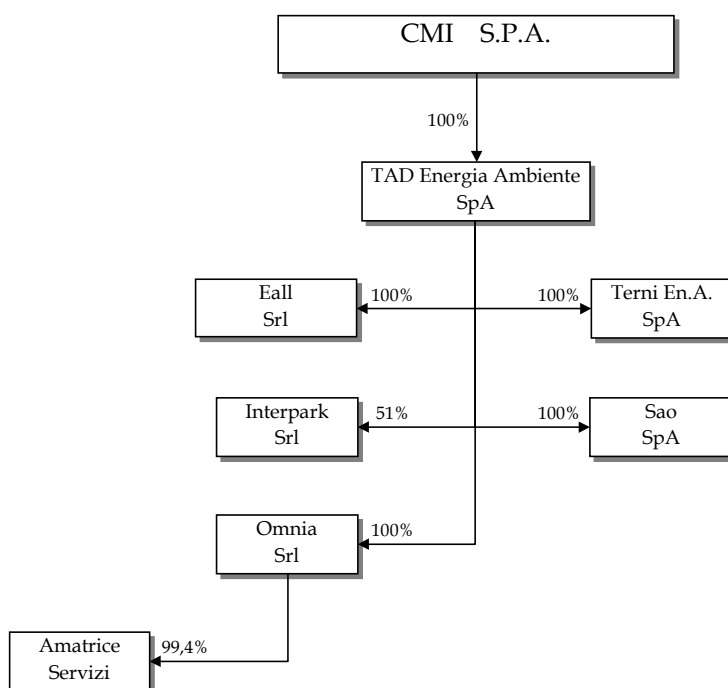 CMI S.P.A.
100%
TAD Energia Ambiente
SpA
Eall
Srl
100%
100%
Terni En.A.
SpA
Interpark
Srl
51%
100%
Sao
SpA
Omnia
Srl
100%
Amatrice
Servizi
99,4%